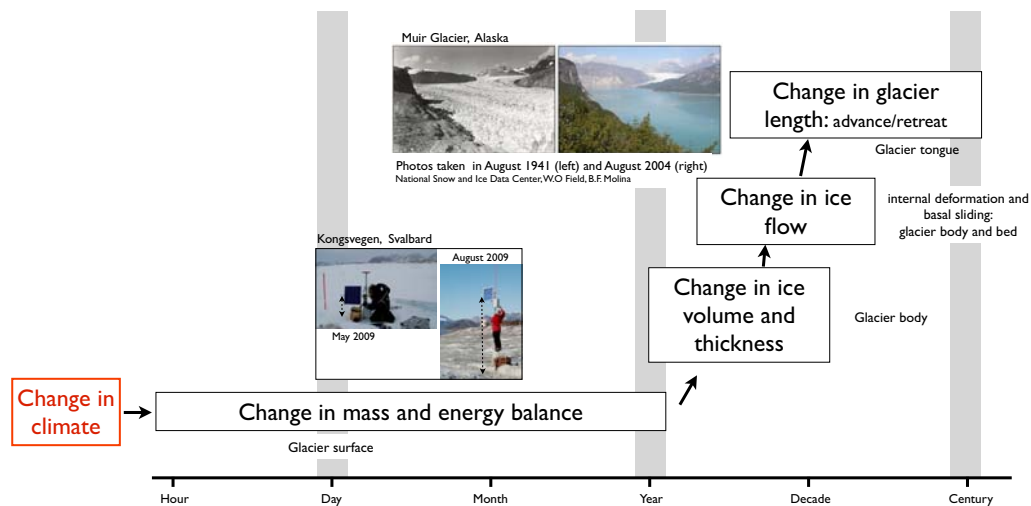 Muir Glacier, Alaska
Photos taken in August 1941 (left) and August 2004 (right)
National Snow and Ice Data Center, W.O Field, B.F. Molina
Change in glacier
length: advance/retreat
Glacier tongue
Change in ice
flow
internal deformation and
basal sliding:
glacier body and bed
Kongsvegen, Svalbard
August 2009
May 2009
Change in ice
volume and
thickness
Glacier body
Change in
climate
Change in mass and energy balance
Glacier surface
Hour
Day
Month
Year
Decade
Century